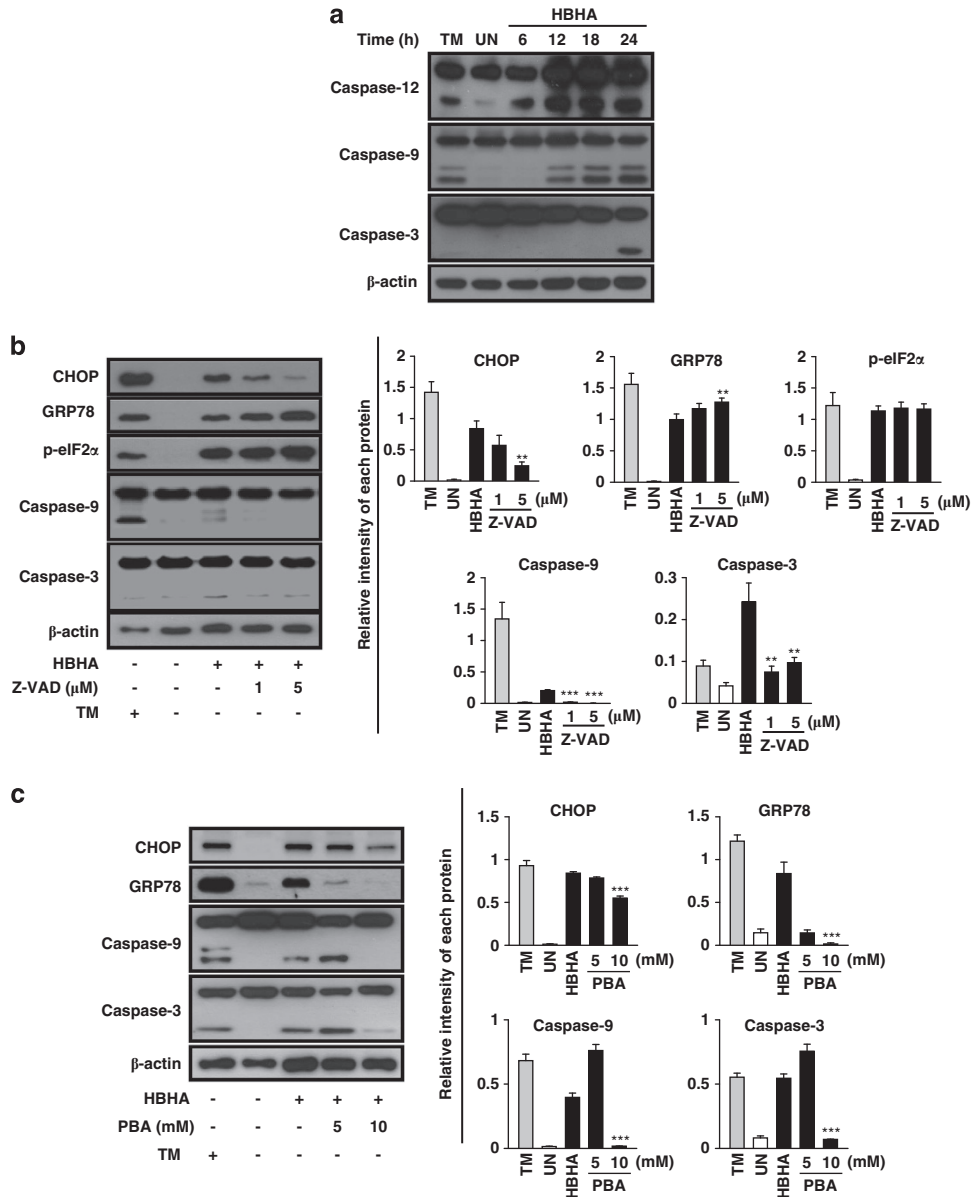 a
HBHA
Time (h) TM UN 6 12 18 24
Caspase-12
Caspase-9
Caspase-3
β-actin
b
CHOP
GRP78
p-eIF2α
Caspase-9
Caspase-3
β-actin
HBHA - - + + +
Z-VAD (μM) - - - 1 5
TM + - - - -
Relative intensity of each protein
CHOP
2
1.5
1
0.5
0
**
TM UN HBHA 1 5 (μM)
Z-VAD
GRP78
2
1.5
1
0.5
0
**
TM UN HBHA 1 5 (μM)
Z-VAD
p-eIF2α
2
1.5
1
0.5
0
TM UN HBHA 1 5 (μM)
Z-VAD
Caspase-9
2
1.5
1
0.5
0
*** ***
TM UN HBHA 1 5 (μM)
Z-VAD
Caspase-3
0.3
0.2
0.1
0
** **
TM UN HBHA 1 5 (μM)
Z-VAD
c
CHOP
GRP78
Caspase-9
Caspase-3
β-actin
HBHA - - + + +
PBA (mM) - - - 5 10
TM + - - - -
Relative intensity of each protein
CHOP
1.5
1
0.5
0
***
TM UN HBHA 5 10 (mM)
PBA
GRP78
1.5
1
0.5
0
***
TM UN HBHA 5 10 (mM)
PBA
Caspase-9
1
0.5
0
***
TM UN HBHA 5 10 (mM)
PBA
Caspase-3
1
0.5
0
***
TM UN HBHA 5 10 (mM)
PBA